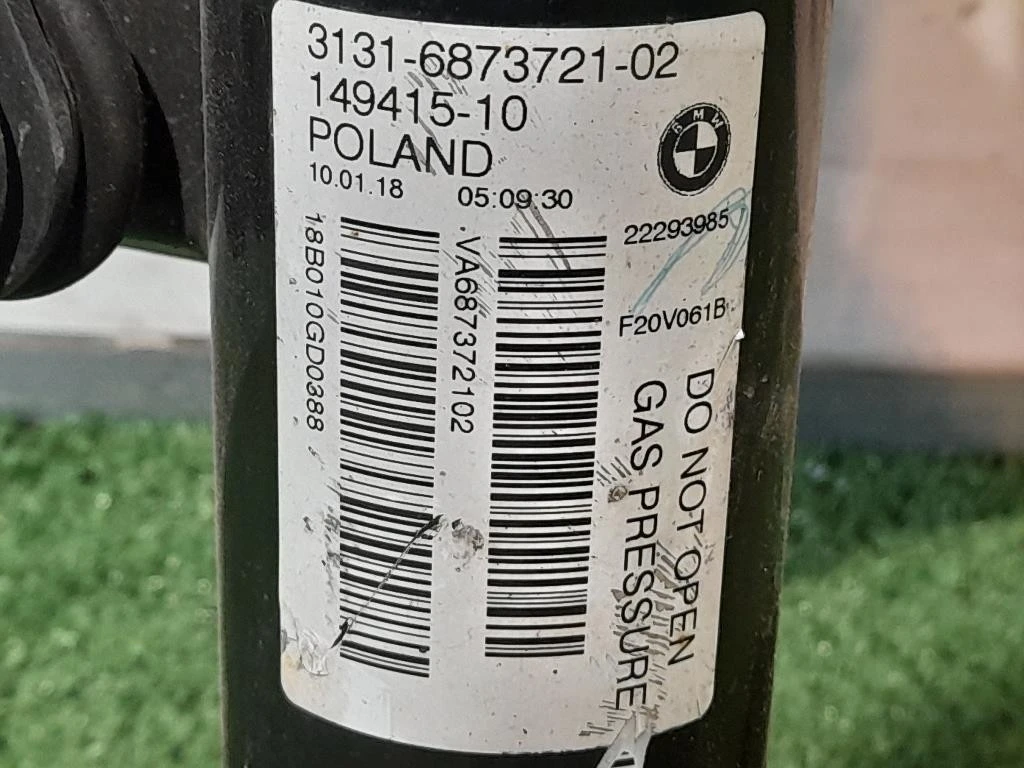 3131-6873721-02
149415-10
POLAND
10.01.18 05:09:30
BMW
22293985
F20V061B
18B010GD0388
VA687372102
DO NOT OPEN
GAS PRESSURE